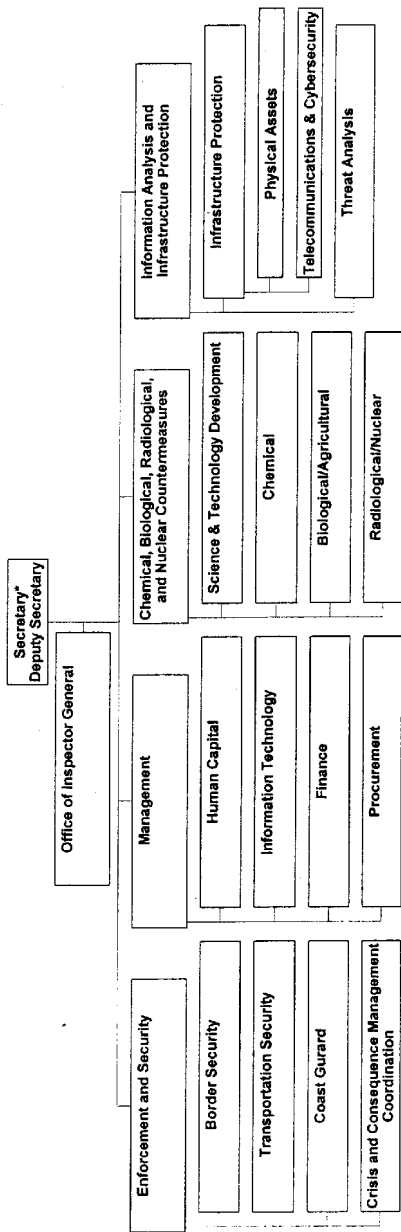 Secretary*
Deputy Secretary
Office of Inspector General
Enforcement and Security
Border Security
Transportation Security
Coast Gurard
Crisis and Consequence Management
Coordination
Management
Human Capital
Information Technology
Finance
Procurement
Chemical, Biological, Radiological,
and Nuclear Countermeasures
Science & Technology Development
Chemical
Biological/Agricultural
Radiological/Nuclear
Information Analysis and
Infrastructure Protection
Infrastructure Protection
Physical Assets
Telecommunications & Cybersecurity
Threat Analysis